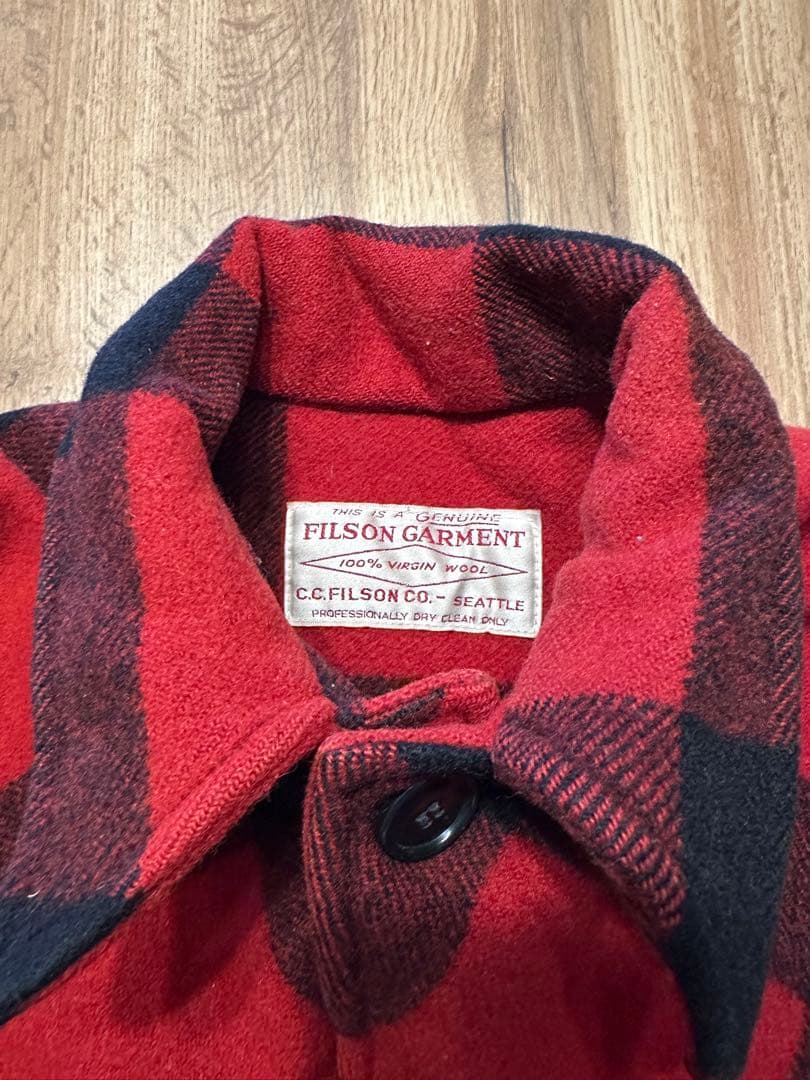 THIS IS A GENUINE
FILSON GARMENT
100% VIRGIN WOOL
C.C.FILSON CO. - SEATTLE
PROFESSIONALLY DRY CLEAN ONLY